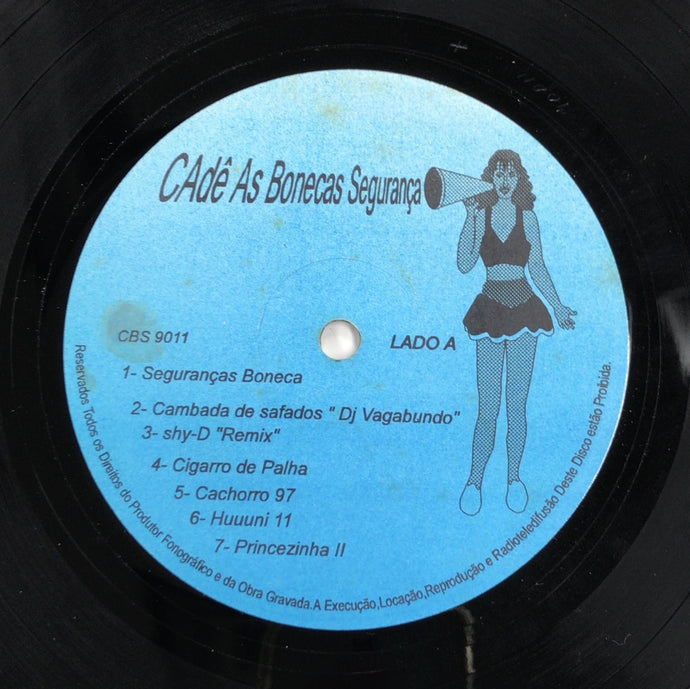 CAdê As Bonecas Segurança
CBS 9011
LADO A
1- Seguranças Boneca
2- Cambada de safados " Dj Vagabundo"
3- shy-D "Remix"
4- Cigarro de Palha
5- Cachorro 97
6- Huuuni 11
7- Princezinha II
Reservados Todos os Direitos do Produtor Fonográfico e da Obra Gravada.A Execução,Locação,Reprodução e Radioteledifusão Deste Disco estão Proibida.